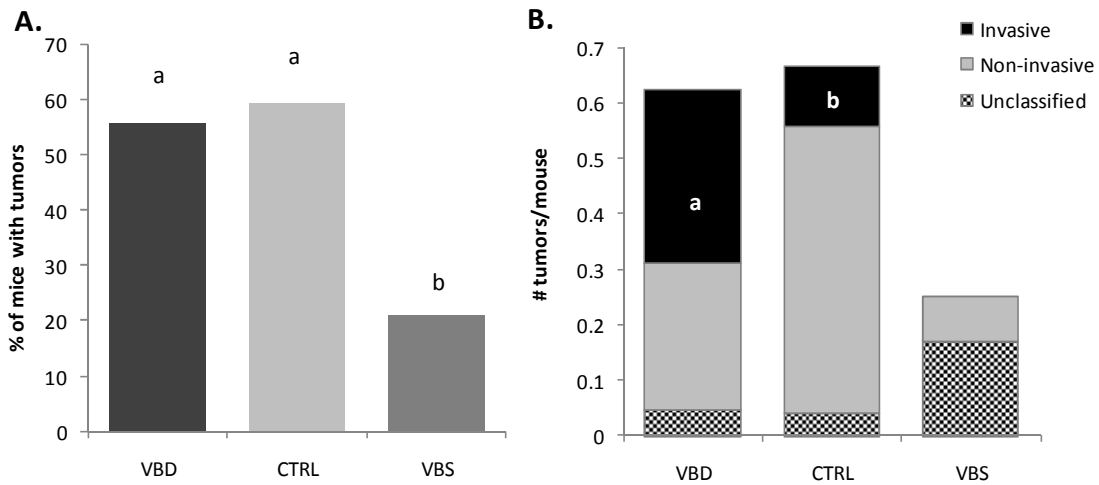 A.
% of mice with tumors
70
60
50
40
30
20
10
0
a
a
b
VBD
CTRL
VBS
B.
# tumors/mouse
0.7
0.6
0.5
0.4
0.3
0.2
0.1
0
a
b
VBD
CTRL
VBS
Invasive
Non-invasive
Unclassified